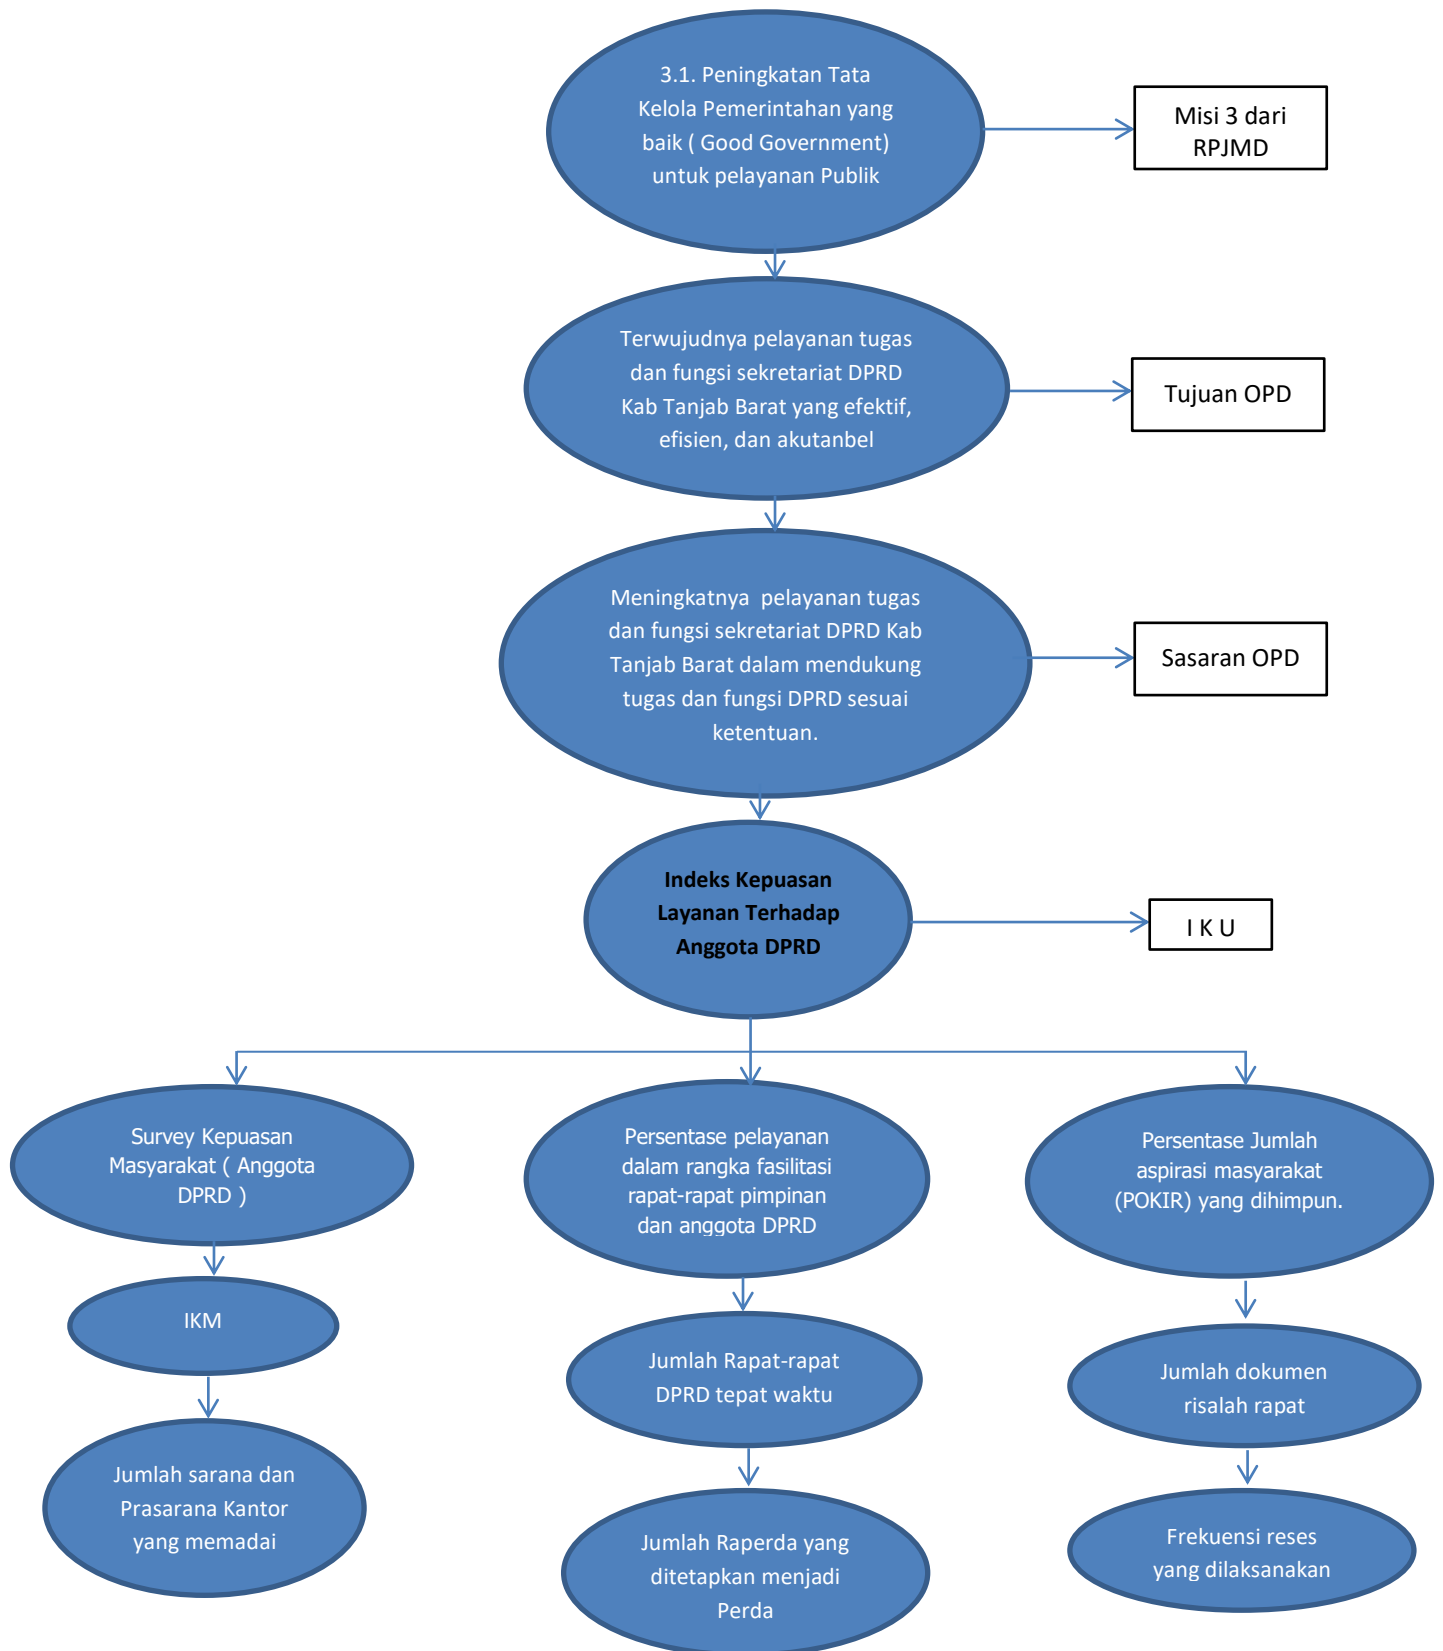 3.1. Peningkatan Tata
Kelola Pemerintahan yang
baik ( Good Government)
untuk pelayanan Publik
Misi 3 dari
RPJMD
Terwujudnya pelayanan tugas
dan fungsi sekretariat DPRD
Kab Tanjab Barat yang efektif,
efisien, dan akutanbel
Tujuan OPD
Meningkatnya  pelayanan tugas
dan fungsi sekretariat DPRD Kab
Tanjab Barat dalam mendukung
tugas dan fungsi DPRD sesuai
ketentuan.
Sasaran OPD
Indeks Kepuasan
Layanan Terhadap
Anggota DPRD
I K U
Survey Kepuasan
Masyarakat ( Anggota
DPRD )
Persentase pelayanan
dalam rangka fasilitasi
rapat-rapat pimpinan
dan anggota DPRD
Persentase Jumlah
aspirasi masyarakat
(POKIR) yang dihimpun.
IKM
Jumlah Rapat-rapat
DPRD tepat waktu
Jumlah dokumen
risalah rapat
Jumlah sarana dan
Prasarana Kantor
yang memadai
Jumlah Raperda yang
ditetapkan menjadi
Perda
Frekuensi reses
yang dilaksanakan